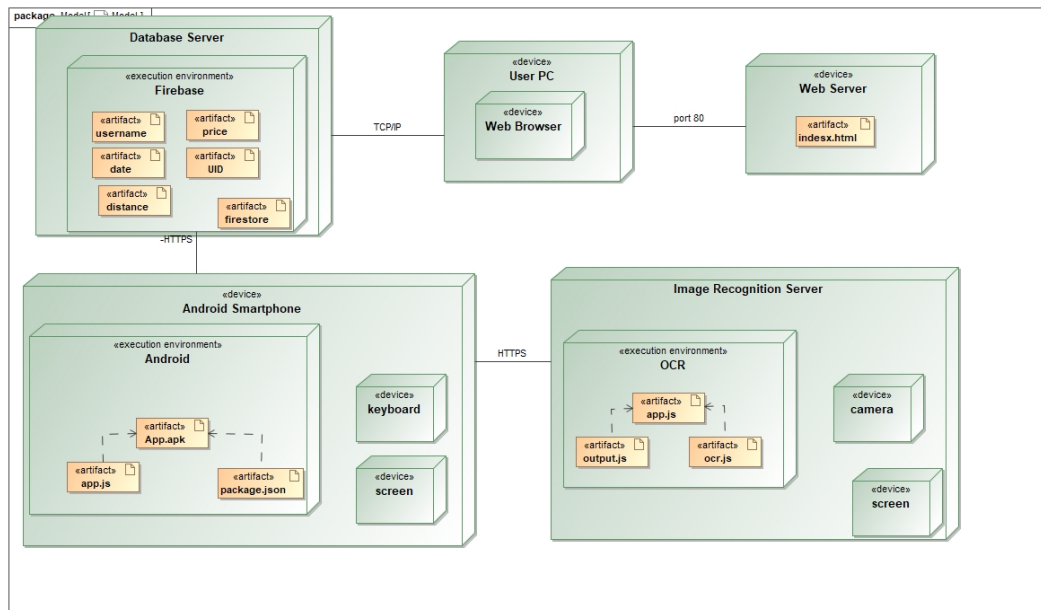 package Model [ Model ]
Database Server
«execution environment»
Firebase
«artifact»
username
«artifact»
price
«artifact»
date
«artifact»
UID
«artifact»
distance
«artifact»
firestore
TCP/IP
«device»
User PC
«device»
Web Browser
port 80
«device»
Web Server
«artifact»
indesx.html
-HTTPS
«device»
Android Smartphone
«execution environment»
Android
«artifact»
App.apk
«artifact»
app.js
«artifact»
package.json
«device»
keyboard
«device»
screen
HTTPS
Image Recognition Server
«execution environment»
OCR
«artifact»
app.js
«artifact»
output.js
«artifact»
ocr.js
«device»
camera
«device»
screen